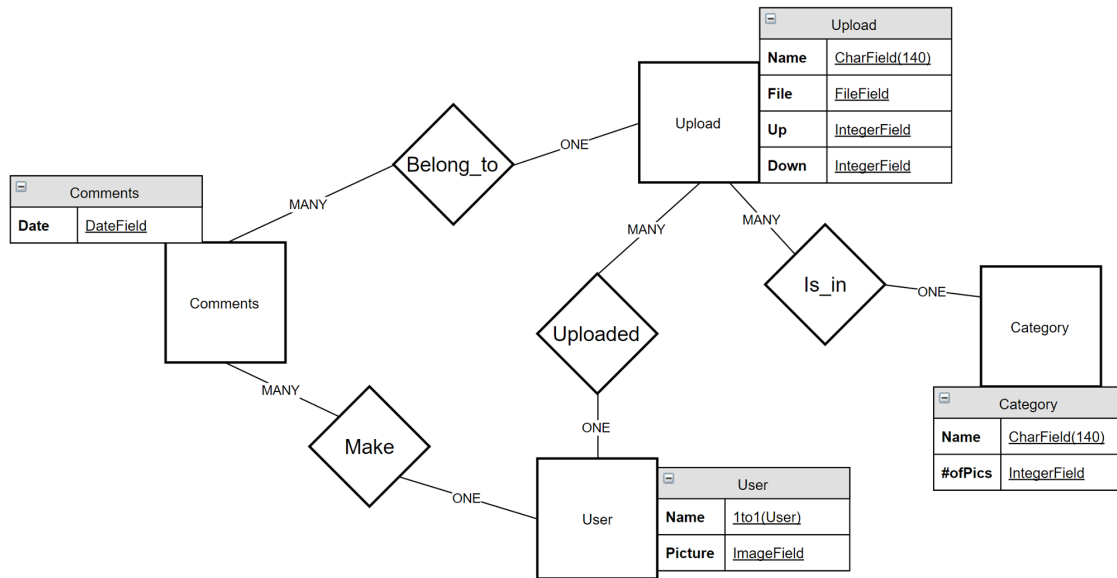 Upload
Name CharField(140)
File FileField
Up IntegerField
Down IntegerField
Upload
ONE
Belong_to
MANY
Comments
Date DateField
Comments
MANY
MANY
Is_in
ONE
Category
Category
Name CharField(140)
#ofPics IntegerField
Uploaded
ONE
MANY
Make
ONE
User
User
Name 1to1(User)
Picture ImageField